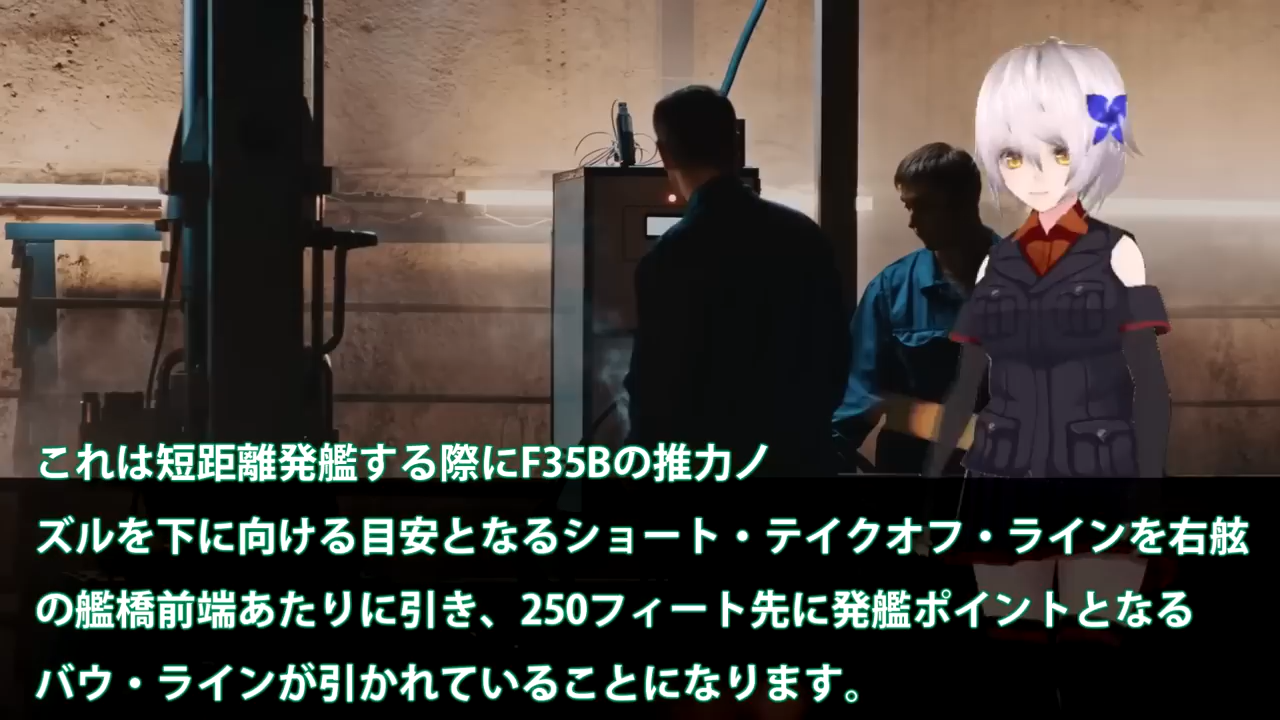 これは短距離発艦する際にF35Bの推力ノ
ズルを下に向ける目安となるショート・テイクオフ・ラインを右舷
の艦橋前端あたりに引き、250フィート先に発艦ポイントとなる
バウ・ラインが引かれていることになります。